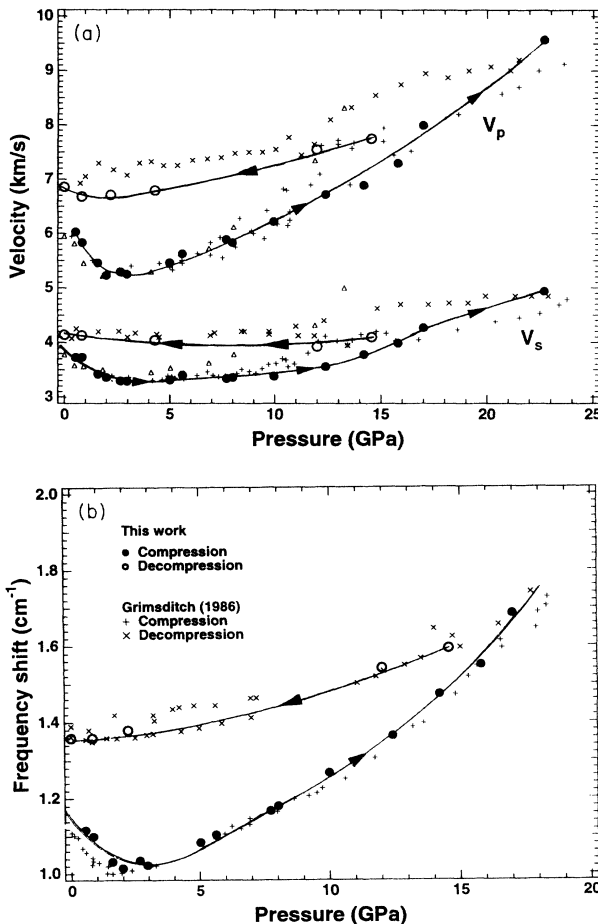 (a)
10
9
8
7
6
5
4
3
Velocity (km/s)
Vp
Vs
0 5 10 15 20 25
Pressure (GPa)
(b)
2.0
1.8
1.6
1.4
1.2
1.0
Frequency shift (cm-1)
This work
Compression
Decompression
Grimsditch (1986)
Compression
Decompression
0 5 10 15 20
Pressure (GPa)